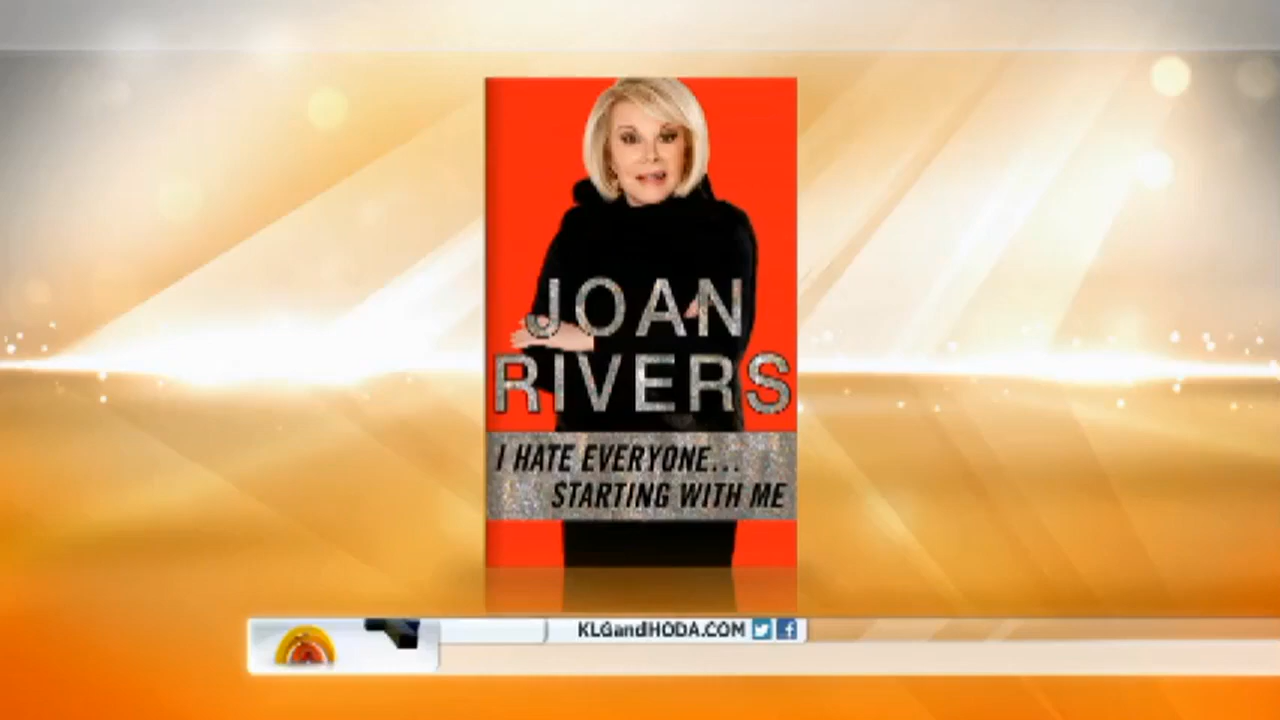 JOAN
RIVERS
I HATE EVERYONE...
STARTING WITH ME
KLGandHODA.COM